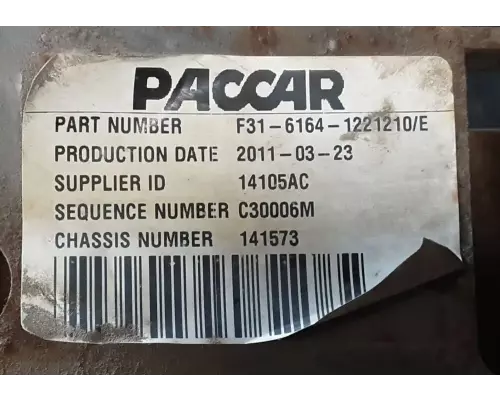 PACCAR
PART NUMBER F31-6164-1221210/E
PRODUCTION DATE 2011-03-23
SUPPLIER ID 14105AC
SEQUENCE NUMBER C30006M
CHASSIS NUMBER 141573